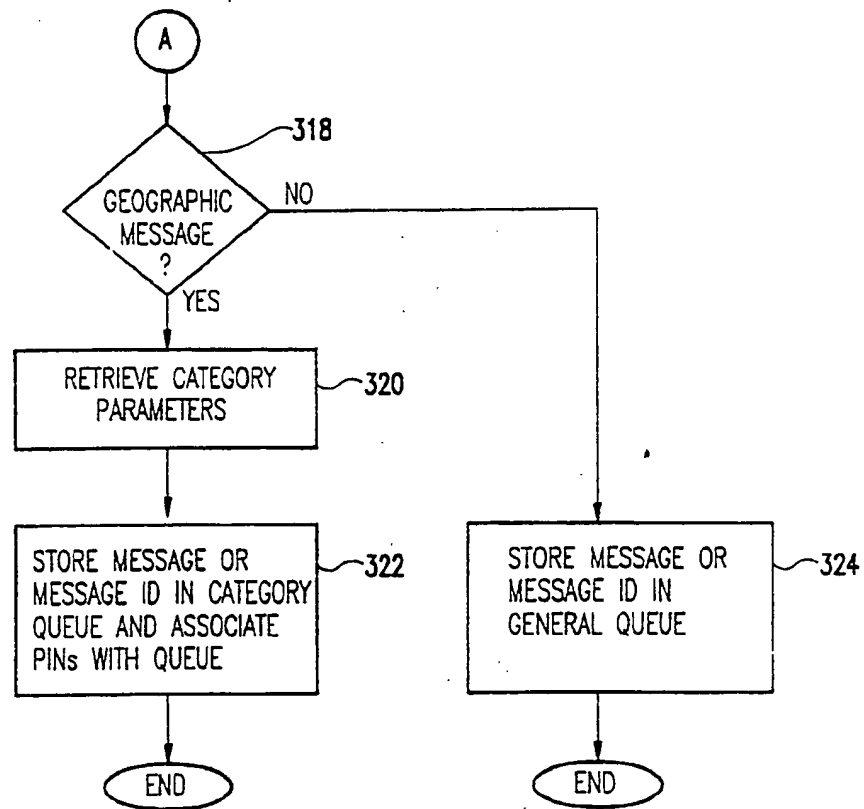 A
318
GEOGRAPHIC
MESSAGE
?
NO
YES
RETRIEVE CATEGORY
PARAMETERS
320
STORE MESSAGE OR
MESSAGE ID IN CATEGORY
QUEUE AND ASSOCIATE
PINs WITH QUEUE
322
STORE MESSAGE OR
MESSAGE ID IN
GENERAL QUEUE
324
END
END